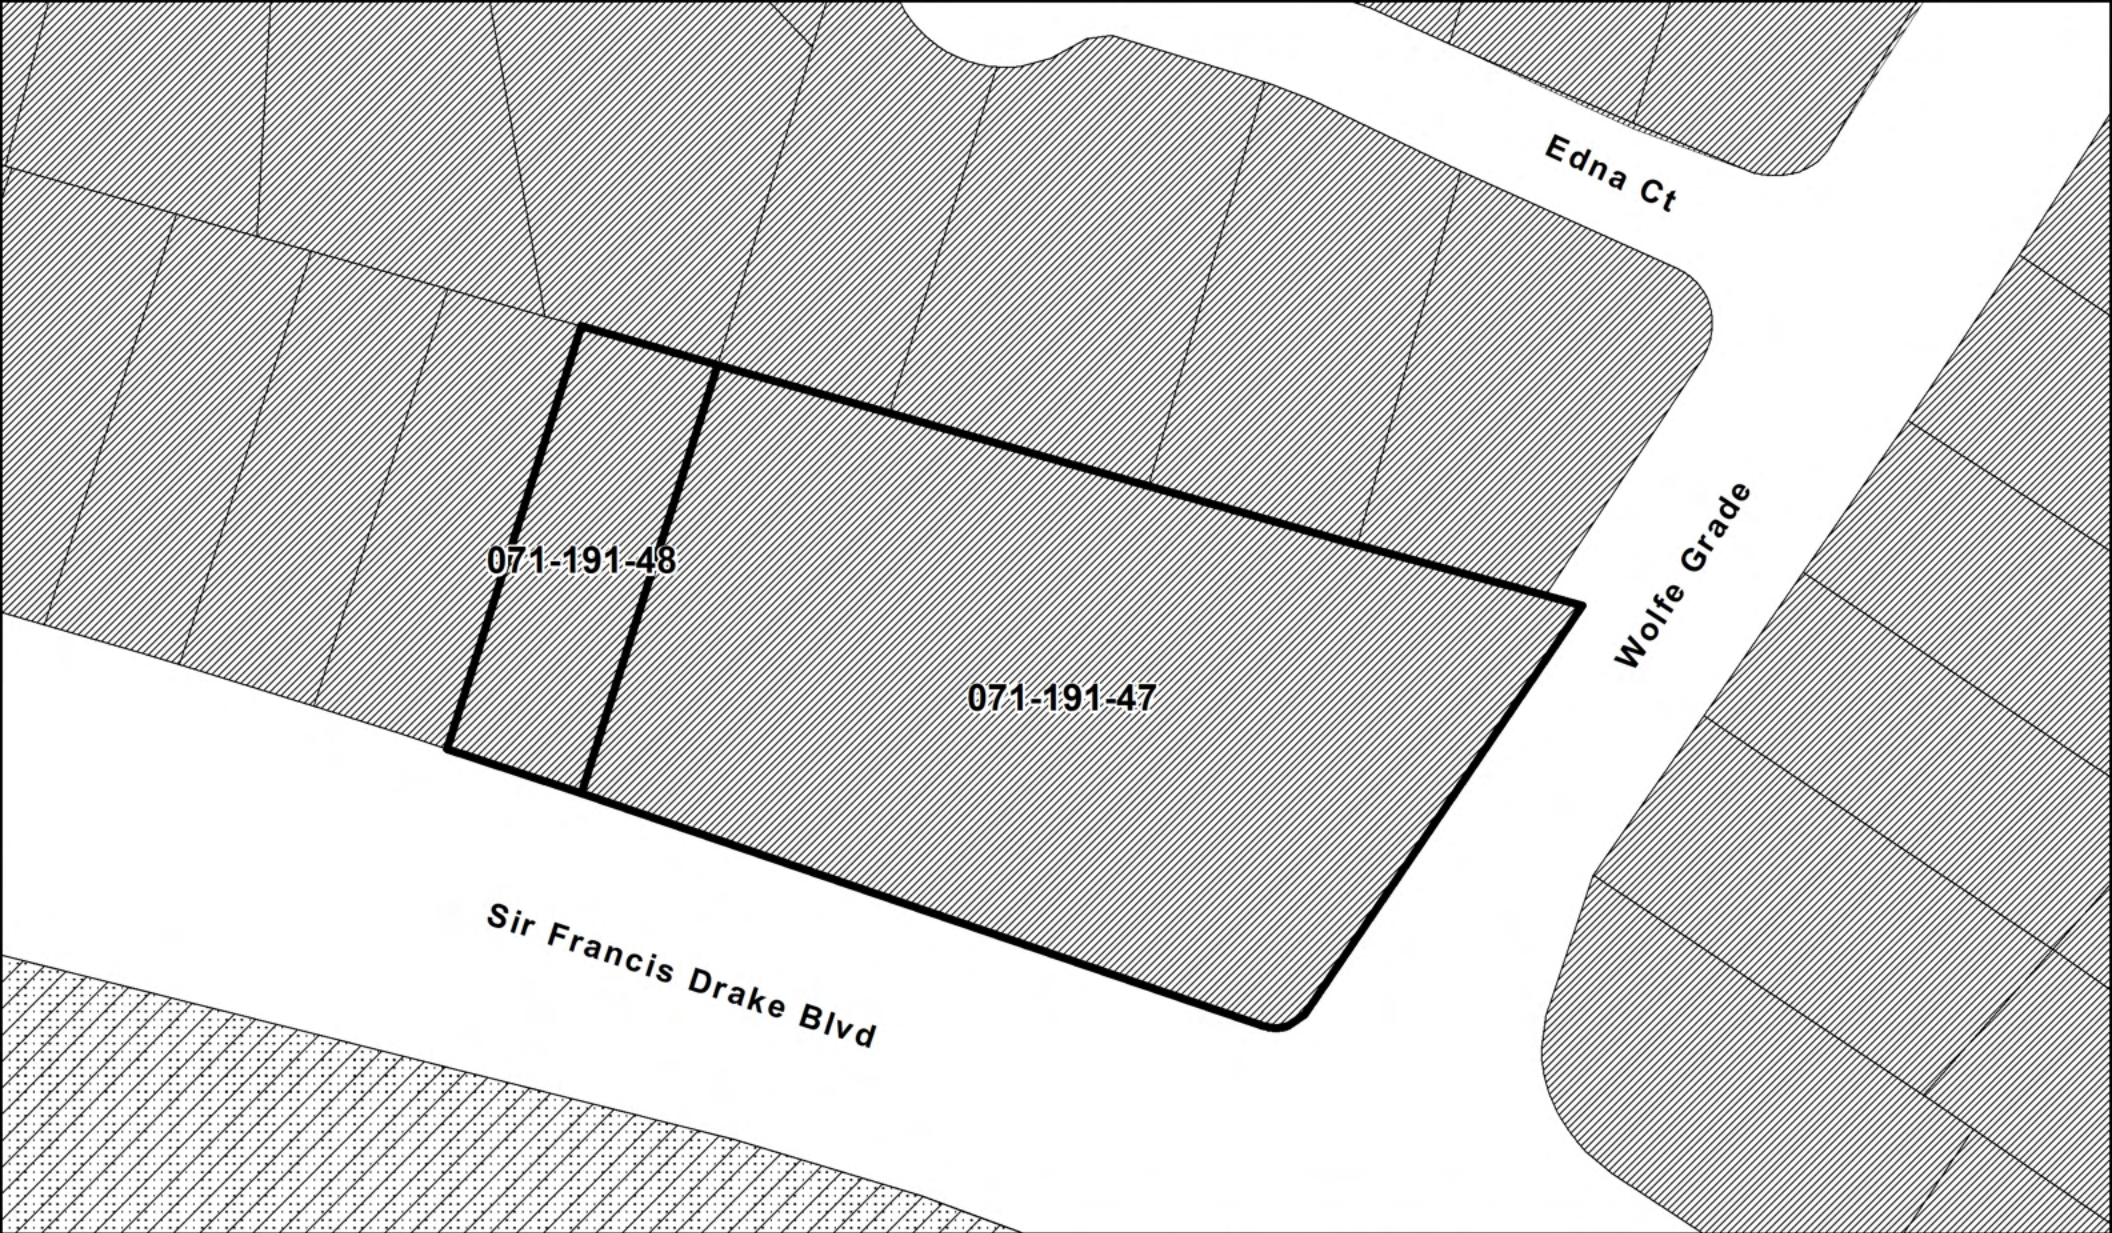 Edna Ct
Wolfe Grade
071-191-48
071-191-47
Sir Francis Drake Blvd